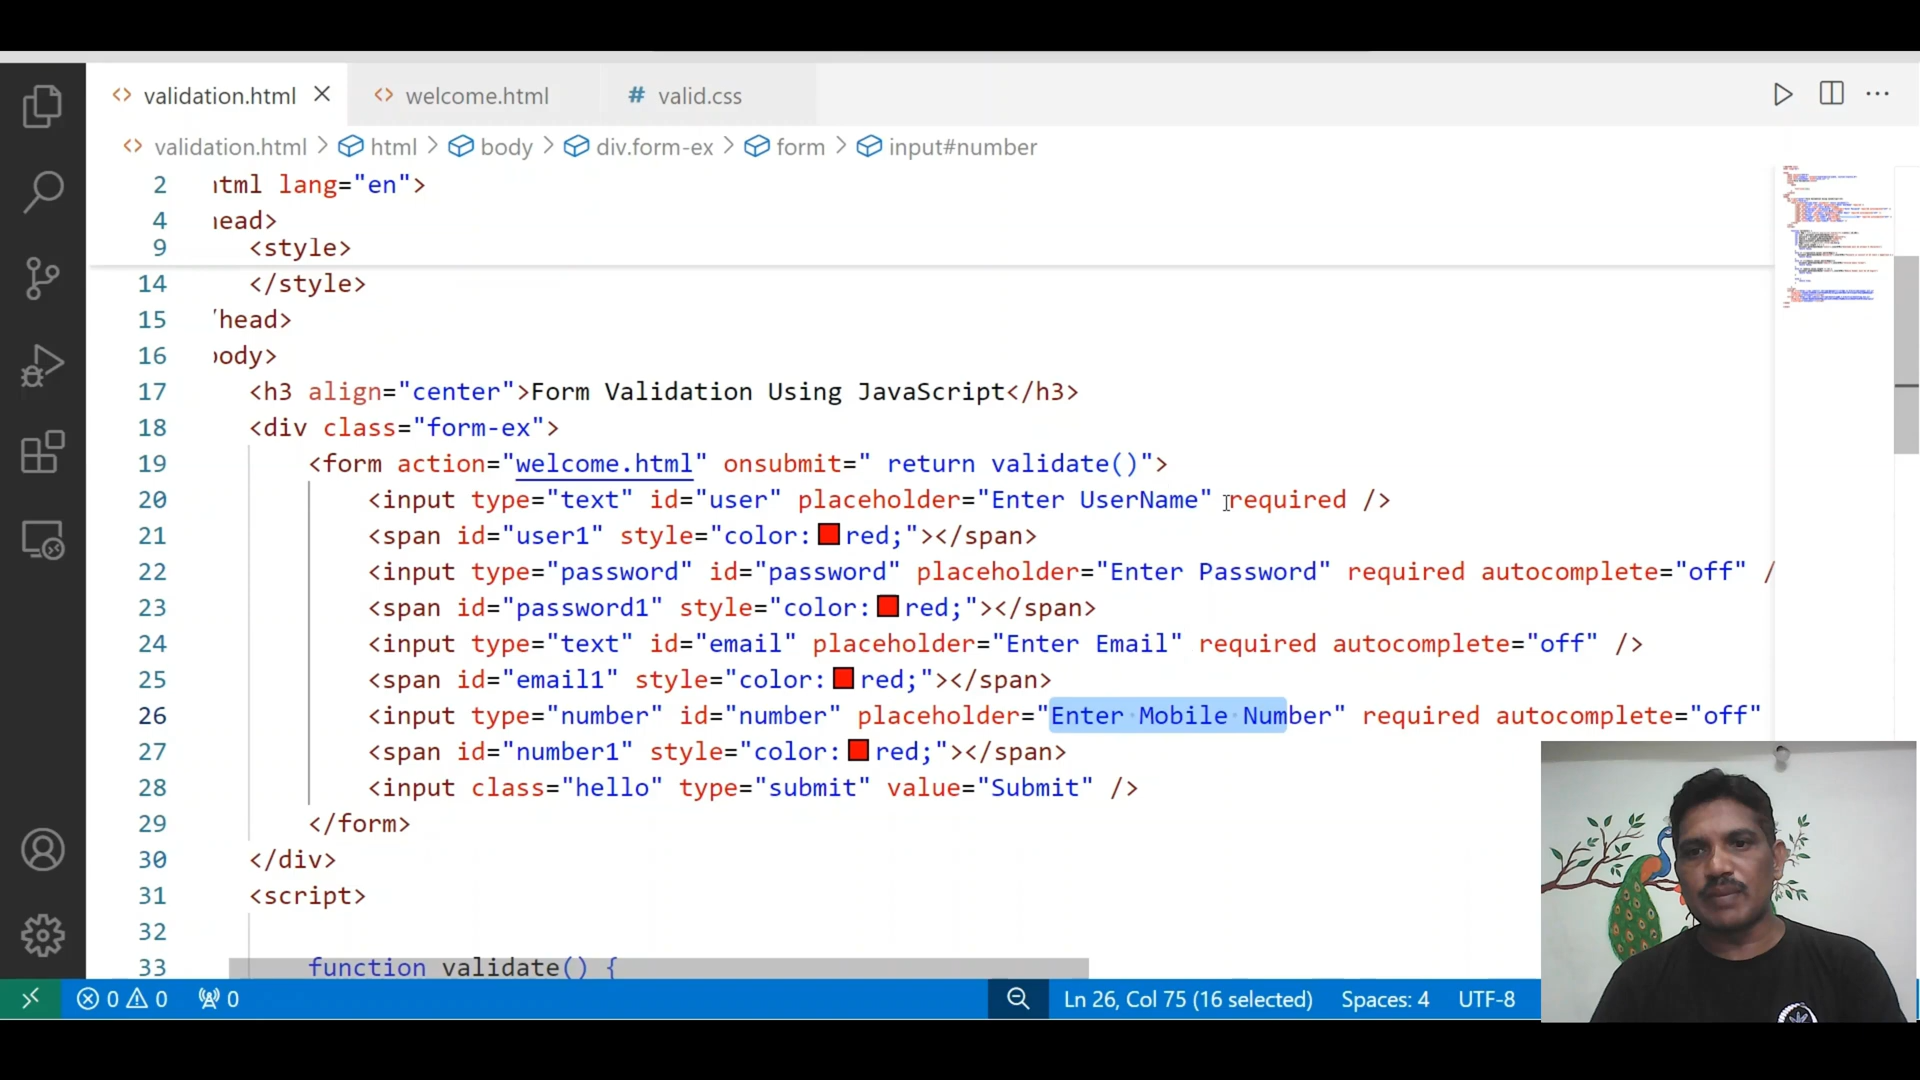 validation.html
welcome.html
# valid.css
validation.html > html > body > div.form-ex > form > input#number
2 html lang="en">
4 head>
9 <style>
14 </style>
15 /head>
16 body>
17 <h3 align="center">Form Validation Using JavaScript</h3>
18 <div class="form-ex">
19 <form action="welcome.html" onsubmit=" return validate()">
20 <input type="text" id="user" placeholder="Enter UserName" required />
21 <span id="user1" style="color:red;"></span>
22 <input type="password" id="password" placeholder="Enter Password" required autocomplete="off" /
23 <span id="password1" style="color:red;"></span>
24 <input type="text" id="email" placeholder="Enter Email" required autocomplete="off" />
25 <span id="email1" style="color:red;"></span>
26 <input type="number" id="number" placeholder="Enter Mobile Number" required autocomplete="off"
27 <span id="number1" style="color:red;"></span>
28 <input class="hello" type="submit" value="Submit" />
29 </form>
30 </div>
31 <script>
32
33 function validate() {
0 0 0 Ln 26, Col 75 (16 selected) Spaces: 4 UTF-8